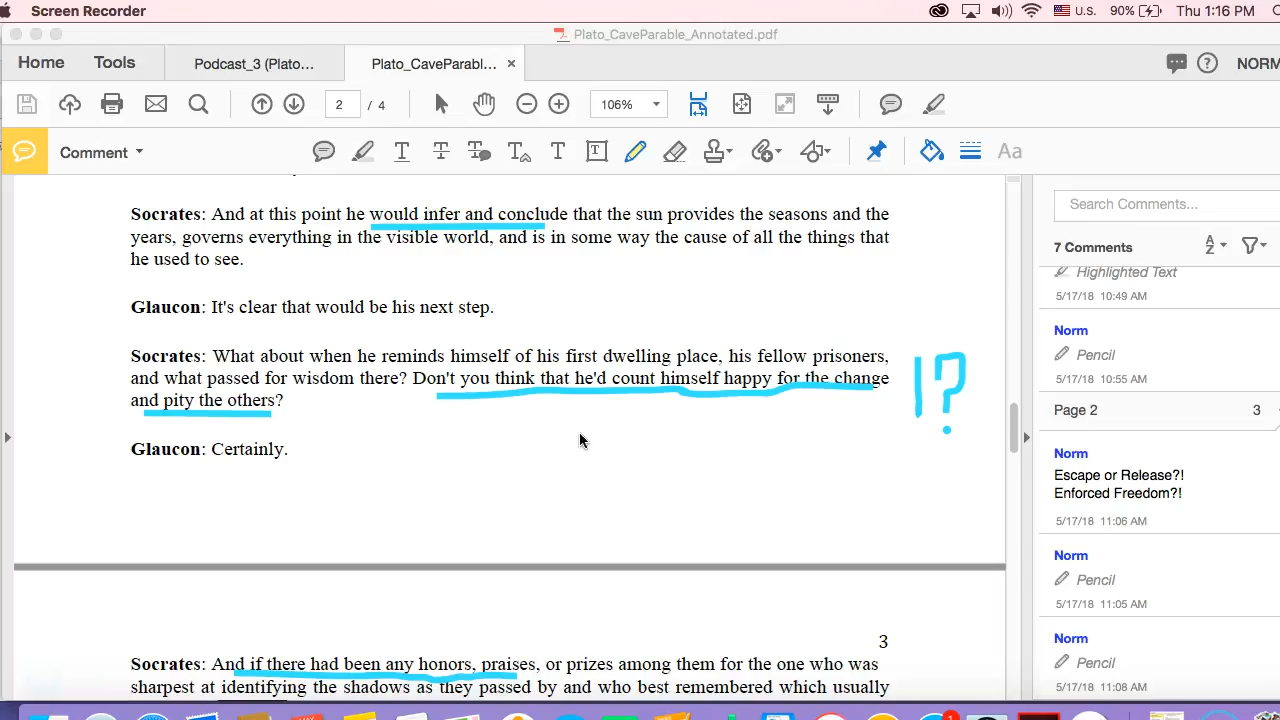 Screen Recorder
U.S. 90% Thu 1:16 PM
Plato_CaveParable_Annotated.pdf
Home Tools Podcast_3 (Plato... Plato_CaveParabl... × NORM
2 / 4 106%
Comment T T T T T Aa
Socrates: And at this point he would infer and conclude that the sun provides the seasons and the
years, governs everything in the visible world, and is in some way the cause of all the things that
he used to see.
Glaucon: It's clear that would be his next step.
Socrates: What about when he reminds himself of his first dwelling place, his fellow prisoners,
and what passed for wisdom there? Don't you think that he'd count himself happy for the change
and pity the others?
!?
Glaucon: Certainly.
3
Socrates: And if there had been any honors, praises, or prizes among them for the one who was
sharpest at identifying the shadows as they passed by and who best remembered which usually
Search Comments...
7 Comments
Highlighted Text
5/17/18 10:49 AM
Norm
Pencil
5/17/18 10:55 AM
Page 2 3
Norm
Escape or Release?!
Enforced Freedom?!
5/17/18 11:06 AM
Norm
Pencil
5/17/18 11:05 AM
Norm
Pencil
5/17/18 11:08 AM